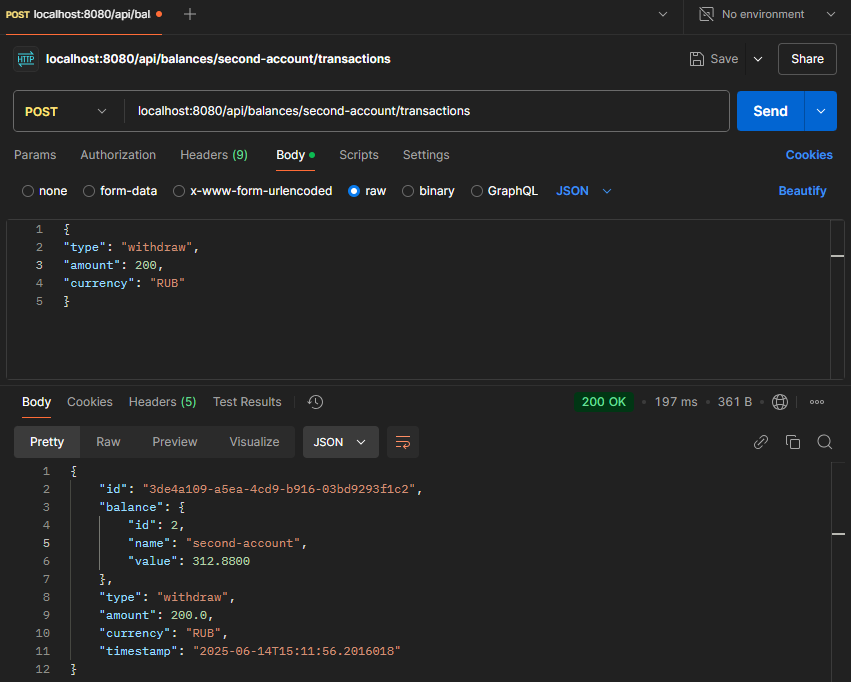 POST localhost:8080/api/bal
No environment
HTTP
localhost:8080/api/balances/second-account/transactions
Save
Share
POST
localhost:8080/api/balances/second-account/transactions
Send
Params Authorization Headers (9) Body Scripts Settings Cookies
none form-data x-www-form-urlencoded raw binary GraphQL JSON Beautify
1 {
2 "type": "withdraw",
3 "amount": 200,
4 "currency": "RUB"
5 }
Body Cookies Headers (5) Test Results 200 OK 197 ms 361 B
Pretty Raw Preview Visualize JSON
1 {
2 "id": "3de4a109-a5ea-4cd9-b916-03bd9293f1c2",
3 "balance": {
4 "id": 2,
5 "name": "second-account",
6 "value": 312.8800
7 },
8 "type": "withdraw",
9 "amount": 200.0,
10 "currency": "RUB",
11 "timestamp": "2025-06-14T15:11:56.2016018"
12 }